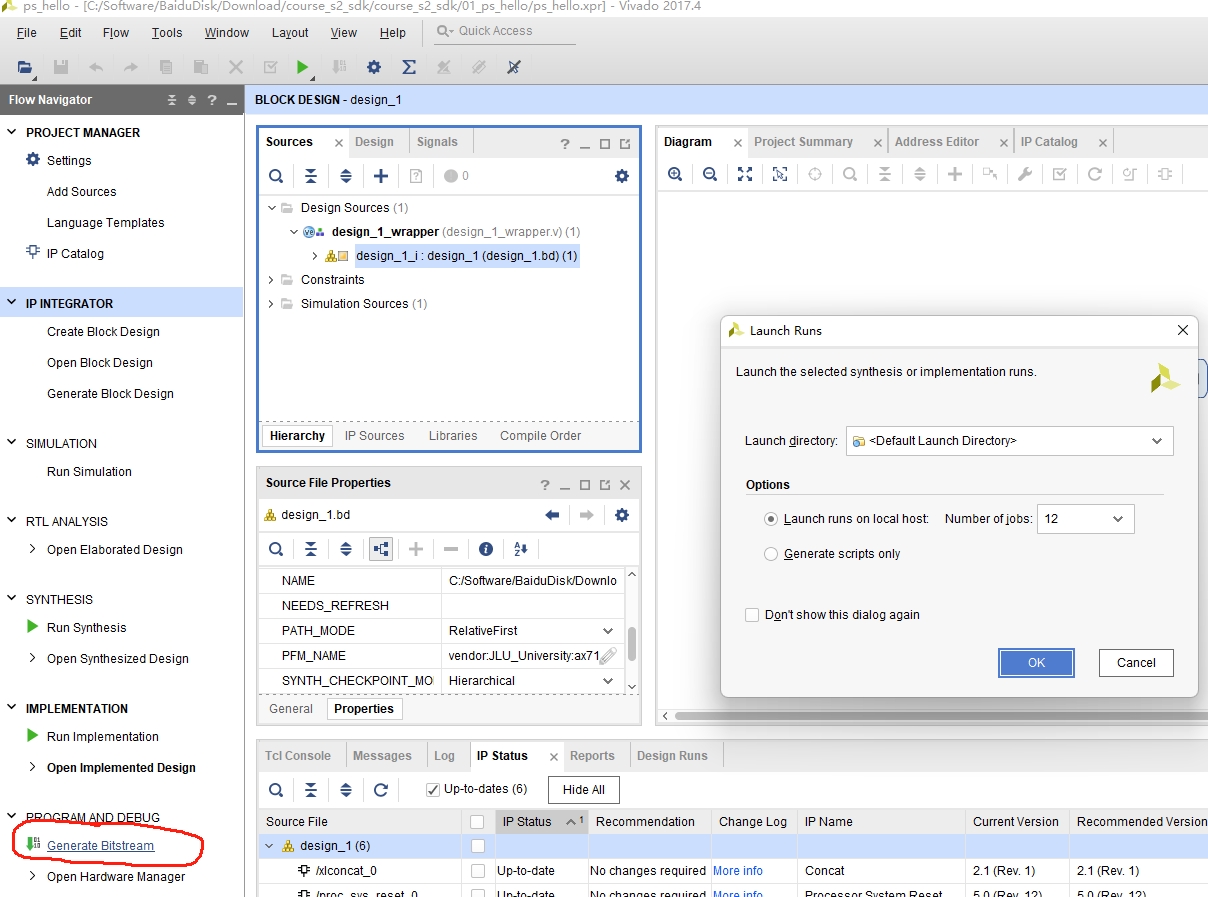 ps_hello - [C:/Software/BaiduDisk/Download/course_s2_sdk/course_s2_sdk/01_ps_hello/ps_hello.xpr] - Vivado 2017.4
File Edit Flow Tools Window Layout View Help Quick Access
Flow Navigator
PROJECT MANAGER
Settings
Add Sources
Language Templates
IP Catalog
IP INTEGRATOR
Create Block Design
Open Block Design
Generate Block Design
SIMULATION
Run Simulation
RTL ANALYSIS
Open Elaborated Design
SYNTHESIS
Run Synthesis
Open Synthesized Design
IMPLEMENTATION
Run Implementation
Open Implemented Design
PROGRAM AND DEBUG
Generate Bitstream
Open Hardware Manager
BLOCK DESIGN - design_1
Sources Design Signals
0
Design Sources (1)
design_1_wrapper (design_1_wrapper.v) (1)
design_1_i : design_1 (design_1.bd) (1)
Constraints
Simulation Sources (1)
Hierarchy IP Sources Libraries Compile Order
Source File Properties
design_1.bd
NAME C:/Software/BaiduDisk/Downlo
NEEDS_REFRESH
PATH_MODE RelativeFirst
PFM_NAME vendor:JLU_University:ax71
SYNTH_CHECKPOINT_MO Hierarchical
General Properties
Diagram Project Summary Address Editor IP Catalog
Launch Runs
Launch the selected synthesis or implementation runs.
Launch directory: <Default Launch Directory>
Options
Launch runs on local host: Number of jobs: 12
Generate scripts only
Don't show this dialog again
OK Cancel
Tcl Console Messages Log IP Status Reports Design Runs
Up-to-dates (6) Hide All
Source File IP Status 1 Recommendation Change Log IP Name Current Version Recommended Version
design_1 (6)
/xlconcat_0 Up-to-date No changes required More info Concat 2.1 (Rev. 1) 2.1 (Rev. 1)
/proc_sys_reset_0 Up-to-date No changes required More info Processor System Reset 5.0 (Rev. 12) 5.0 (Rev. 12)